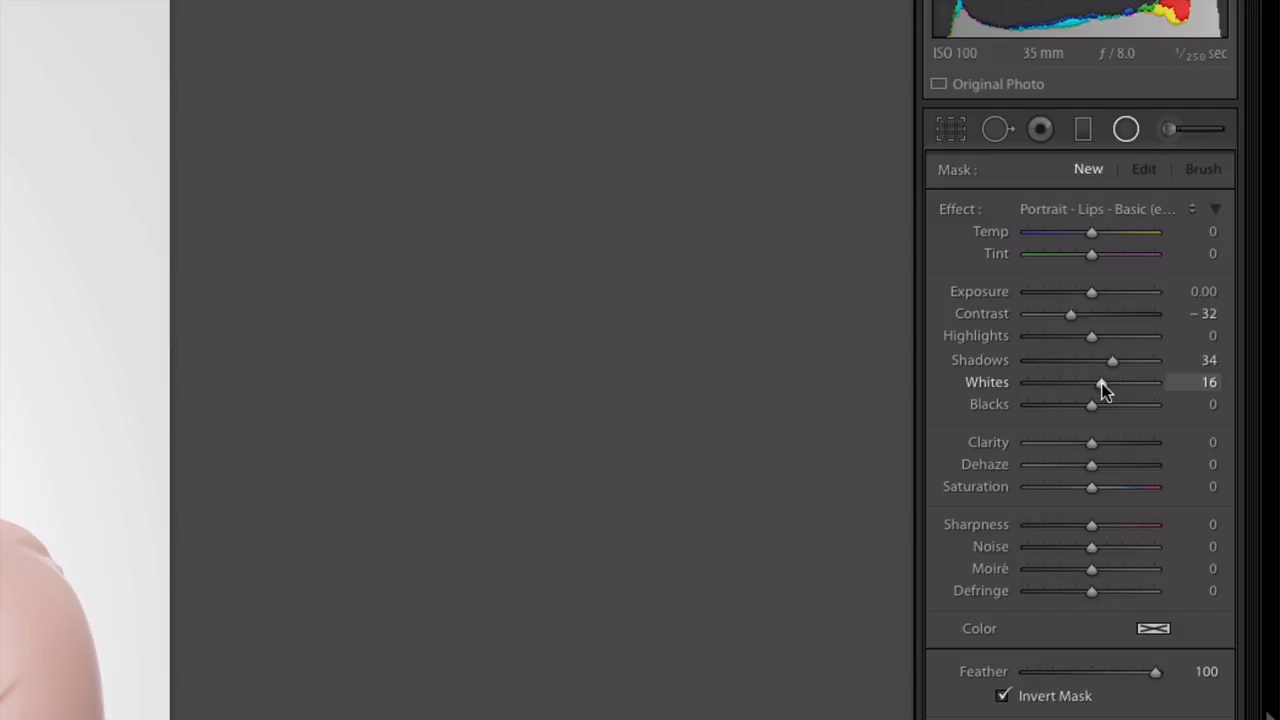 ISO 100 35 mm ƒ / 8.0 1/250 sec
Original Photo
Mask : New | Edit | Brush
Effect : Portrait - Lips - Basic (e...
Temp 0
Tint 0
Exposure 0.00
Contrast – 32
Highlights 0
Shadows 34
Whites 16
Blacks 0
Clarity 0
Dehaze 0
Saturation 0
Sharpness 0
Noise 0
Moiré 0
Defringe 0
Color
Feather 100
Invert Mask